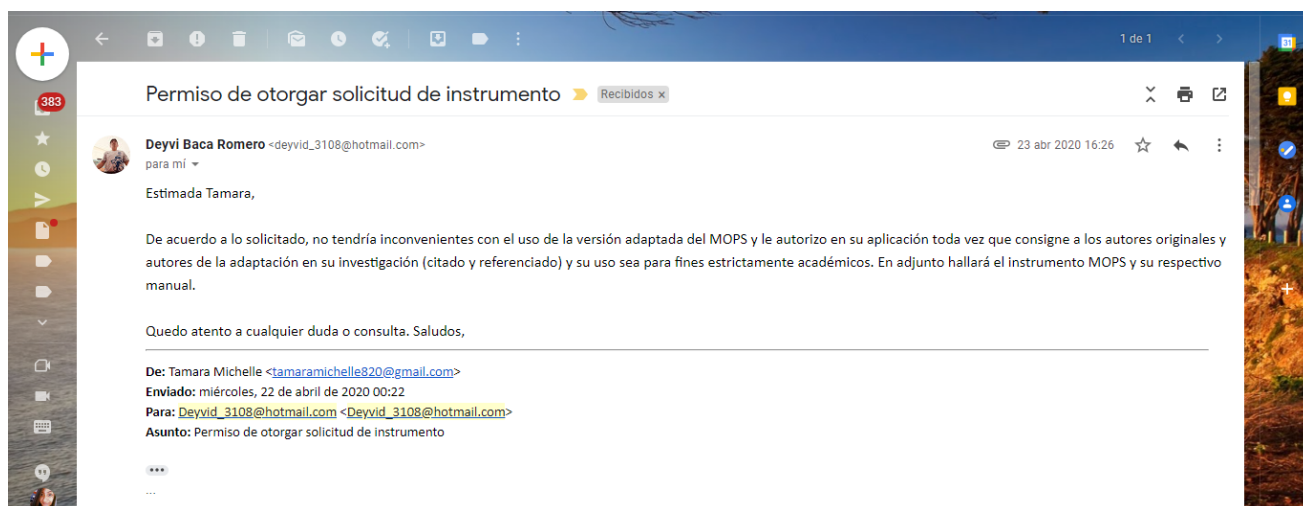 1 de 1
31
383
Permiso de otorgar solicitud de instrumento Recibidos x
Deyvi Baca Romero <deyvid_3108@hotmail.com>
23 abr 2020 16:26
para mí
Estimada Tamara,
De acuerdo a lo solicitado, no tendría inconvenientes con el uso de la versión adaptada del MOPS y le autorizo en su aplicación toda vez que consigne a los autores originales y
autores de la adaptación en su investigación (citado y referenciado) y su uso sea para fines estrictamente académicos. En adjunto hallará el instrumento MOPS y su respectivo
manual.
Quedo atento a cualquier duda o consulta. Saludos,
De: Tamara Michelle <tamaramichelle820@gmail.com>
Enviado: miércoles, 22 de abril de 2020 00:22
Para: Deyvid_3108@hotmail.com <Deyvid_3108@hotmail.com>
Asunto: Permiso de otorgar solicitud de instrumento
...